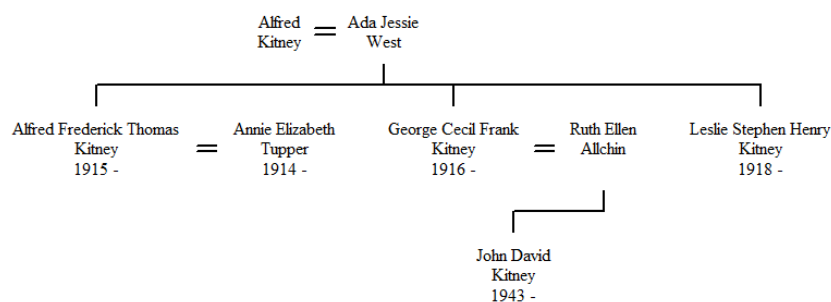 Alfred
Kitney
=
Ada Jessie
West
Alfred Frederick Thomas
Kitney
1915 -
=
Annie Elizabeth
Tupper
1914 -
George Cecil Frank
Kitney
1916 -
=
Ruth Ellen
Allchin
Leslie Stephen Henry
Kitney
1918 -
John David
Kitney
1943 -